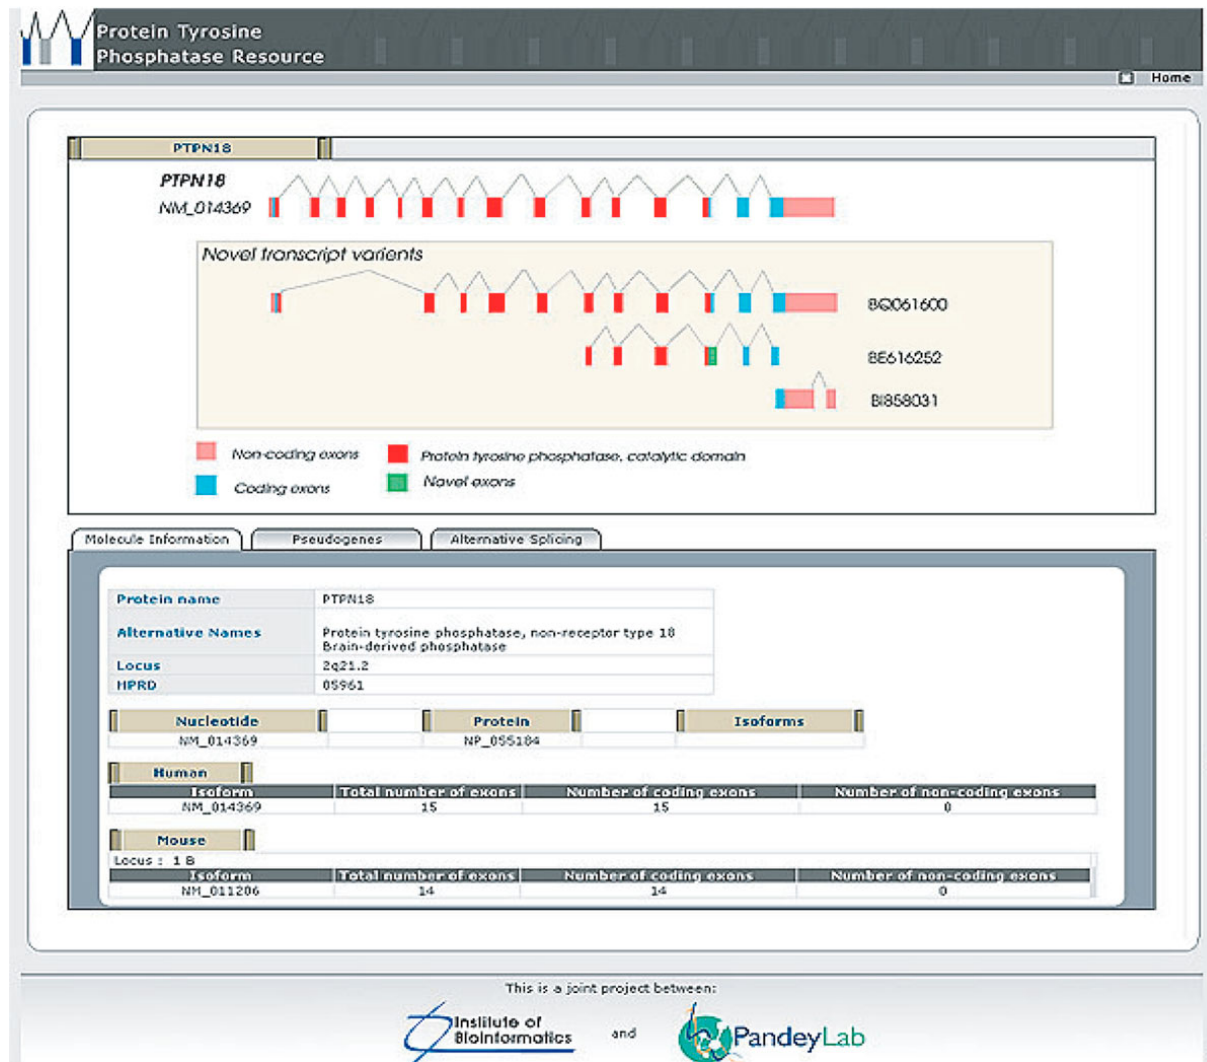 Protein Tyrosine
Phosphatase Resource
Home
PTPN18
PTPN18
NM_014369
Novel transcript varients
BQ061600
BE616252
BI858031
Non-coding exons
Protein tyrosine phosphatase, catalytic domain
Coding exons
Novel exons
Molecule Information
Pseudogenes
Alternative Splicing
Protein name PTPN18
Alternative Names Protein tyrosine phosphatase, non-receptor type 18
Brain-derived phosphatase
Locus 2q21.2
HPRD 05961
Nucleotide Protein Isoforms
NM_014369 NP_055184
Human
Isoform Total number of exons Number of coding exons Number of non-coding exons
NM_014369 15 15 0
Mouse
Locus : 1 B
Isoform Total number of exons Number of coding exons Number of non-coding exons
NM_011206 14 14 0
This is a joint project between:
Institute of
Bioinformatics
and
PandeyLab